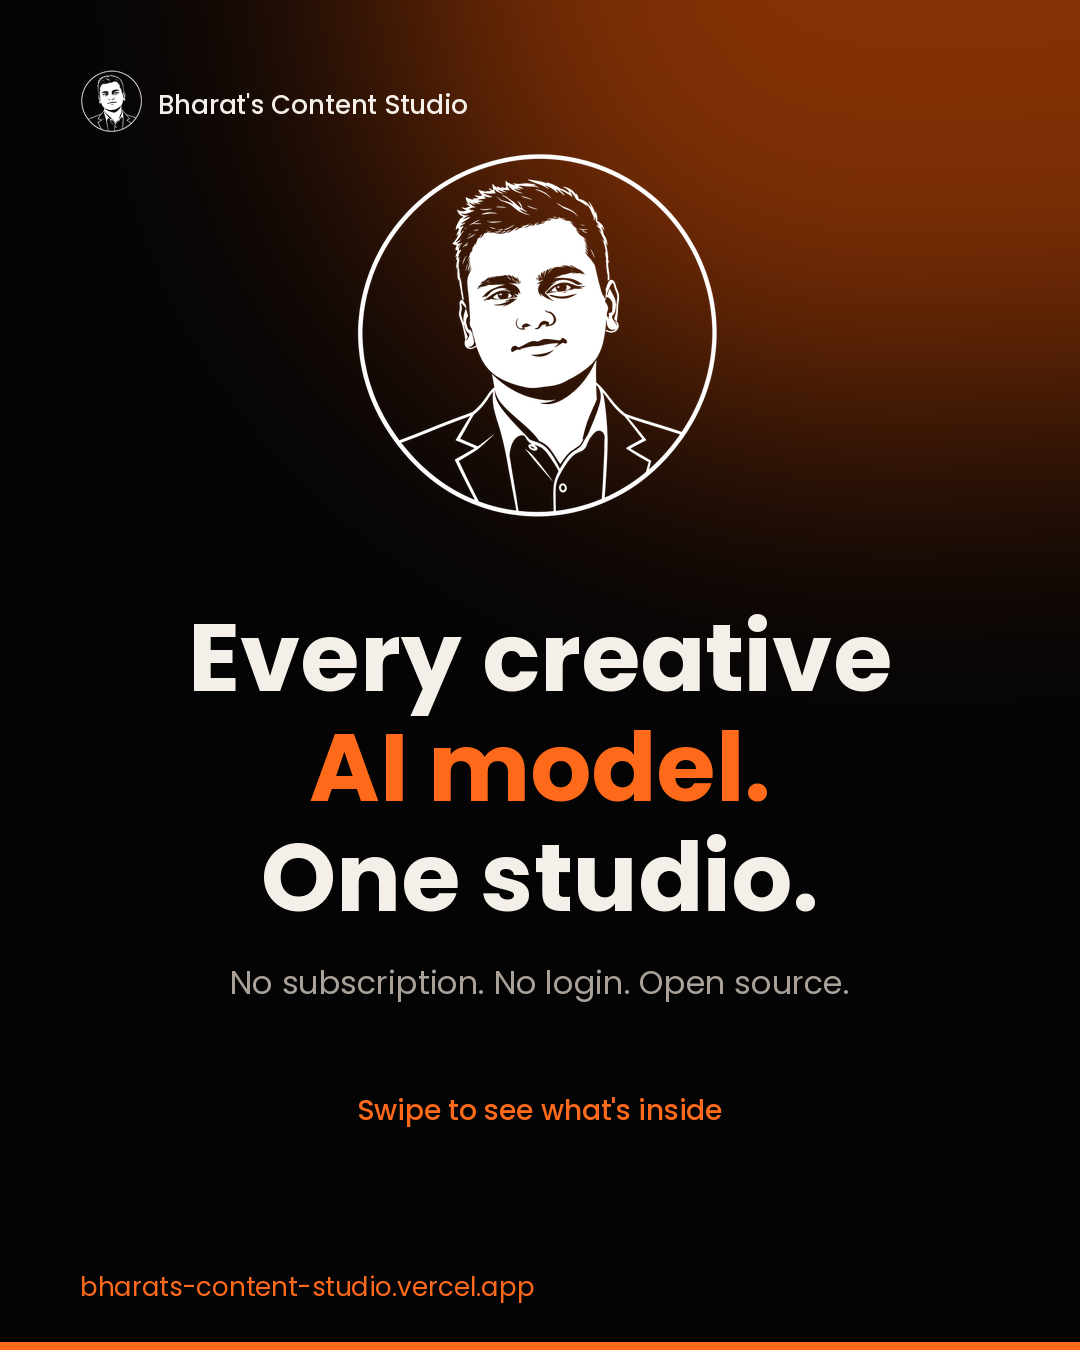 Bharat's Content Studio
Every creative
AI model.
One studio.
No subscription. No login. Open source.
Swipe to see what's inside
bharats-content-studio.vercel.app